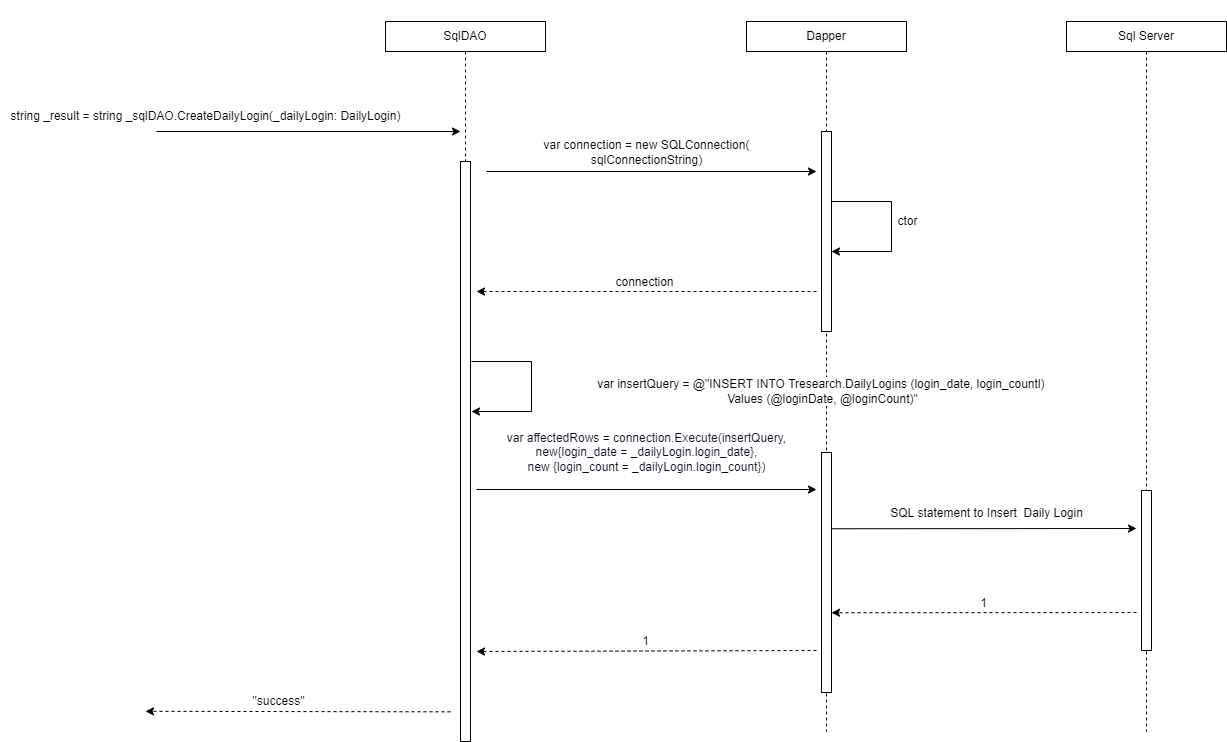 SqlDAO
Dapper
Sql Server
string _result = string _sqlDAO.CreateDailyLogin(_dailyLogin: DailyLogin)
var connection = new SQLConnection(
sqlConnectionString)
ctor
connection
var insertQuery = @"INSERT INTO Tresearch.DailyLogins (login_date, login_countl)
Values (@loginDate, @loginCount)"
var affectedRows = connection.Execute(insertQuery,
new{login_date = _dailyLogin.login_date},
new {login_count = _dailyLogin.login_count})
SQL statement to Insert  Daily Login
1
1
"success"